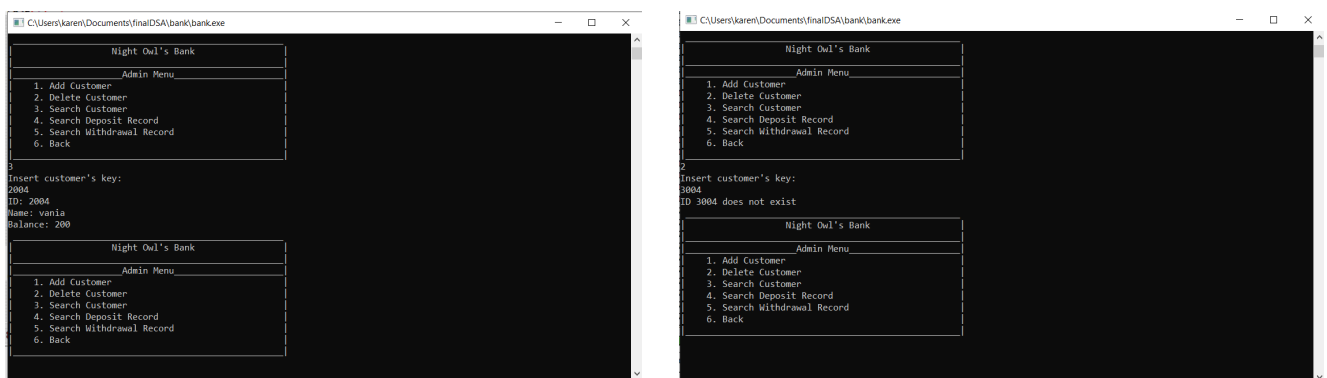 C:\Users\karen\Documents\finalDSA\bank\bank.exe
Night Owl's Bank
Admin Menu
1. Add Customer
2. Delete Customer
3. Search Customer
4. Search Deposit Record
5. Search Withdrawal Record
6. Back
3
Insert customer's key:
2004
ID: 2004
Name: vania
Balance: 200
Night Owl's Bank
Admin Menu
1. Add Customer
2. Delete Customer
3. Search Customer
4. Search Deposit Record
5. Search Withdrawal Record
6. Back
C:\Users\karen\Documents\finalDSA\bank\bank.exe
Night Owl's Bank
Admin Menu
1. Add Customer
2. Delete Customer
3. Search Customer
4. Search Deposit Record
5. Search Withdrawal Record
6. Back
2
Insert customer's key:
3004
ID 3004 does not exist
Night Owl's Bank
Admin Menu
1. Add Customer
2. Delete Customer
3. Search Customer
4. Search Deposit Record
5. Search Withdrawal Record
6. Back